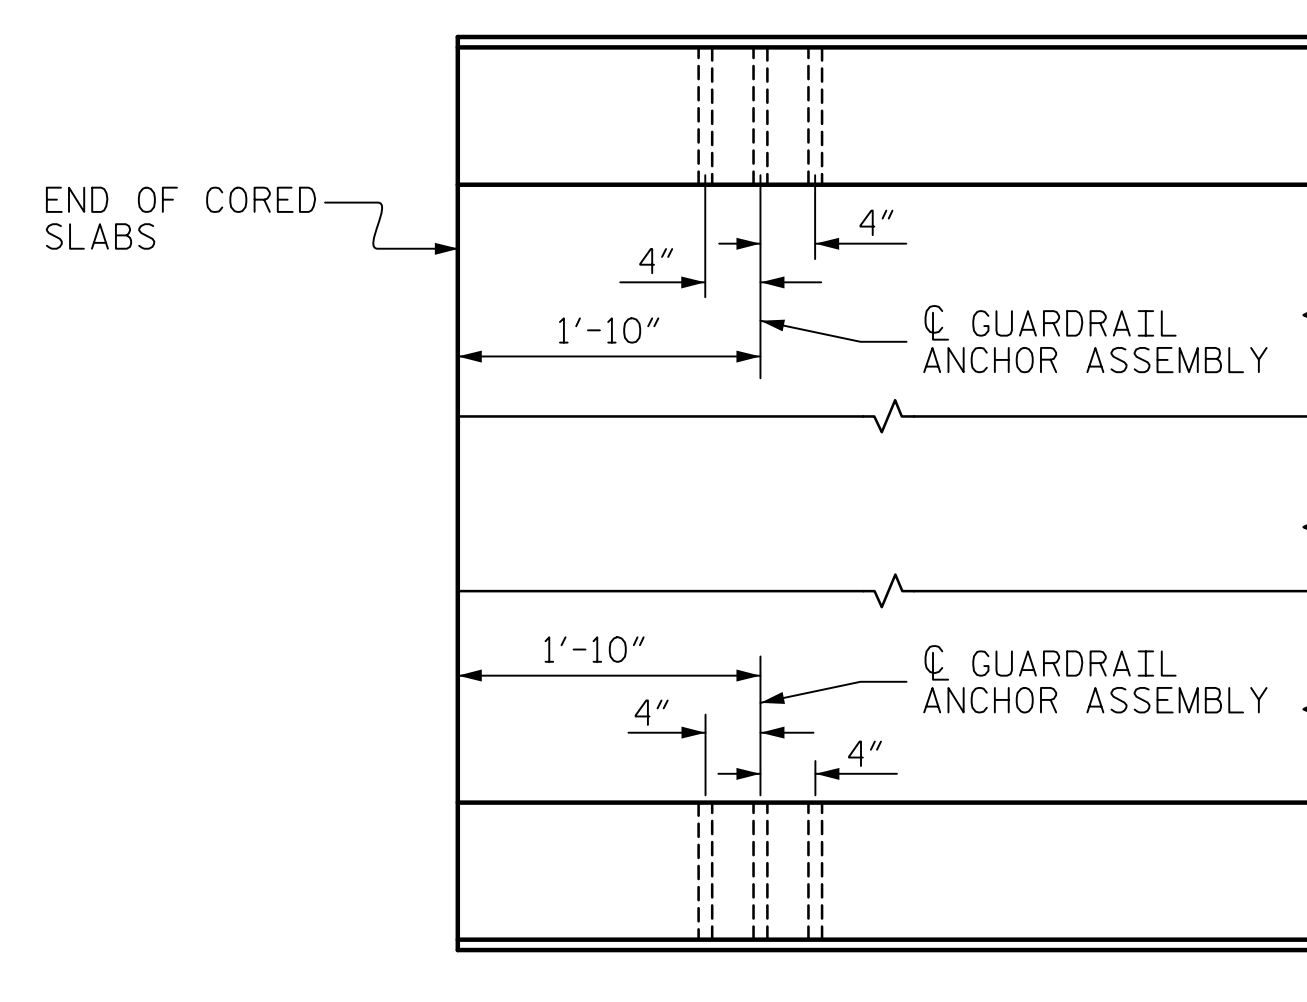 END OF CORED
SLABS
4″
4″
1′-10″
℄ GUARDRAIL
ANCHOR ASSEMBLY
1′-10″
℄ GUARDRAIL
ANCHOR ASSEMBLY
4″
4″